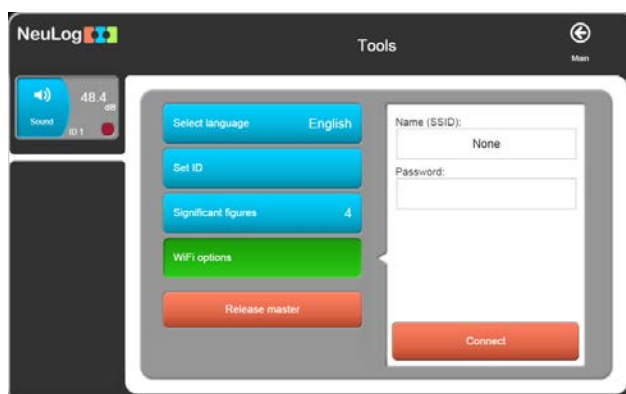 NeuLog
Tools
Main
48.4
dB
Sound
ID 1
Select language English
Set ID
Significant figures 4
WiFi options
Release master
Name (SSID):
None
Password:
Connect